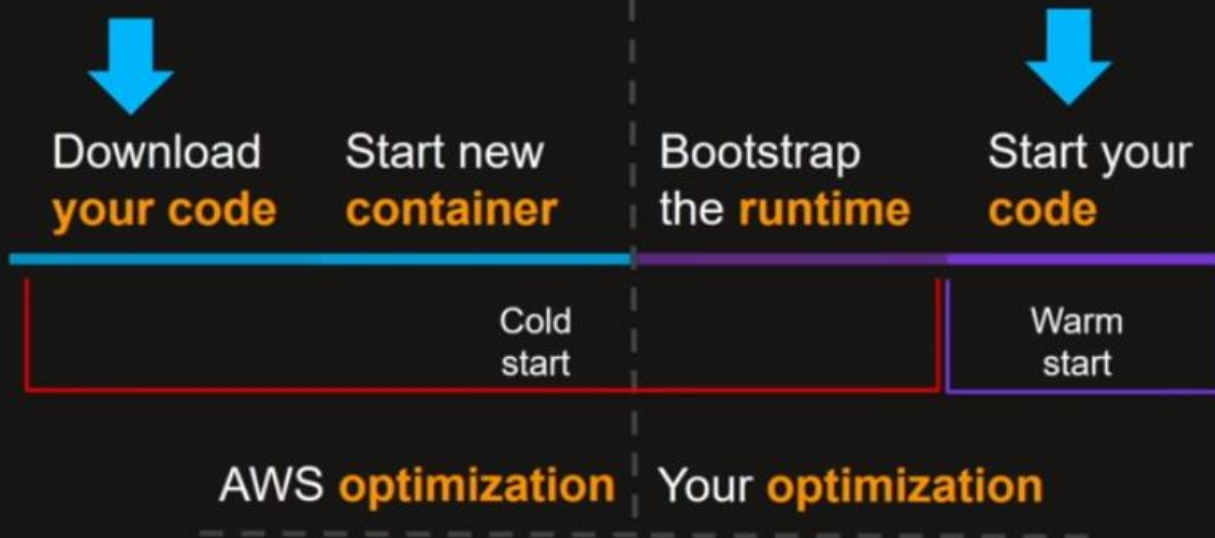 Download
your code
Start new
container
Bootstrap
the runtime
Start your
code
Cold
start
Warm
start
AWS optimization
Your optimization